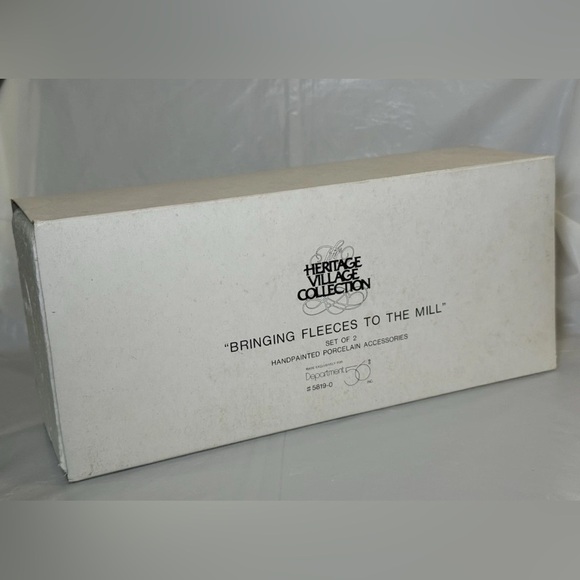 The
HERITAGE
VILLAGE
COLLECTION
"BRINGING FLEECES TO THE MILL"
SET OF 2
HANDPAINTED PORCELAIN ACCESSORIES
Department 56
INC.
# 5819-0